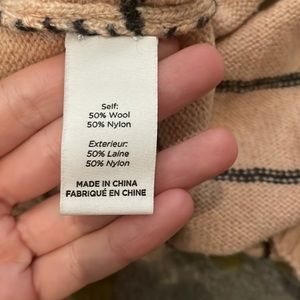 Self:
50% Wool
50% Nylon
Exterieur:
50% Laine
50% Nylon
MADE IN CHINA
FABRIQUÉ EN CHINE